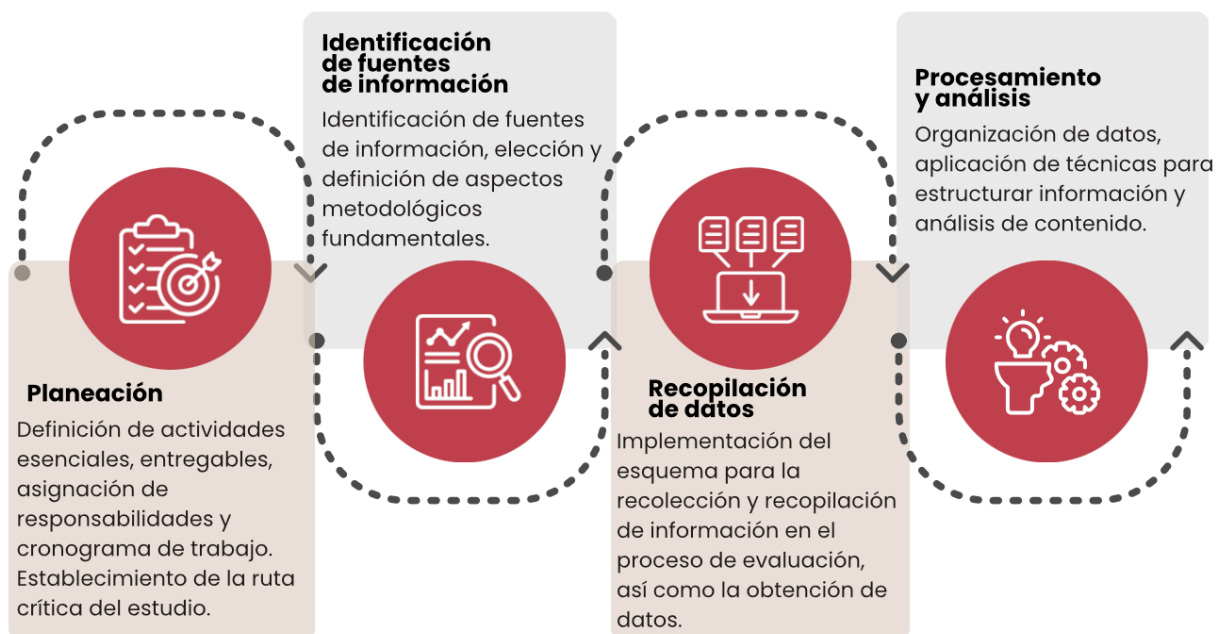 Planeación
Definición de actividades
esenciales, entregables,
asignación de
responsabilidades y
cronograma de trabajo.
Establecimiento de la ruta
crítica del estudio.
Identificación
de fuentes
de información
Identificación de fuentes
de información, elección y
definición de aspectos
metodológicos
fundamentales.
Recopilación
de datos
Implementación del
esquema para la
recolección y recopilación
de información en el
proceso de evaluación,
así como la obtención de
datos.
Procesamiento
y análisis
Organización de datos,
aplicación de técnicas para
estructurar información y
análisis de contenido.